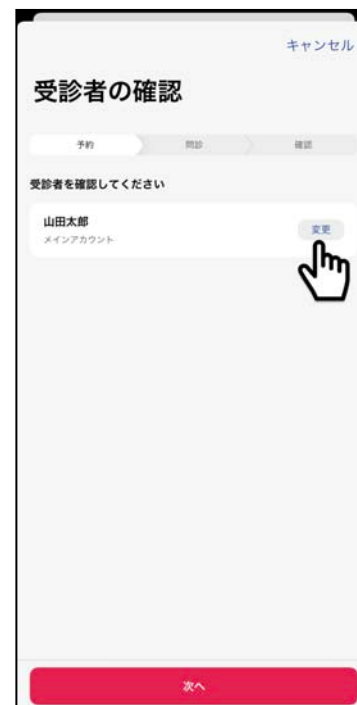 キャンセル
受診者の確認
予約 問診 確認
受診者を確認してください
山田太郎
メインアカウント
変更
次へ